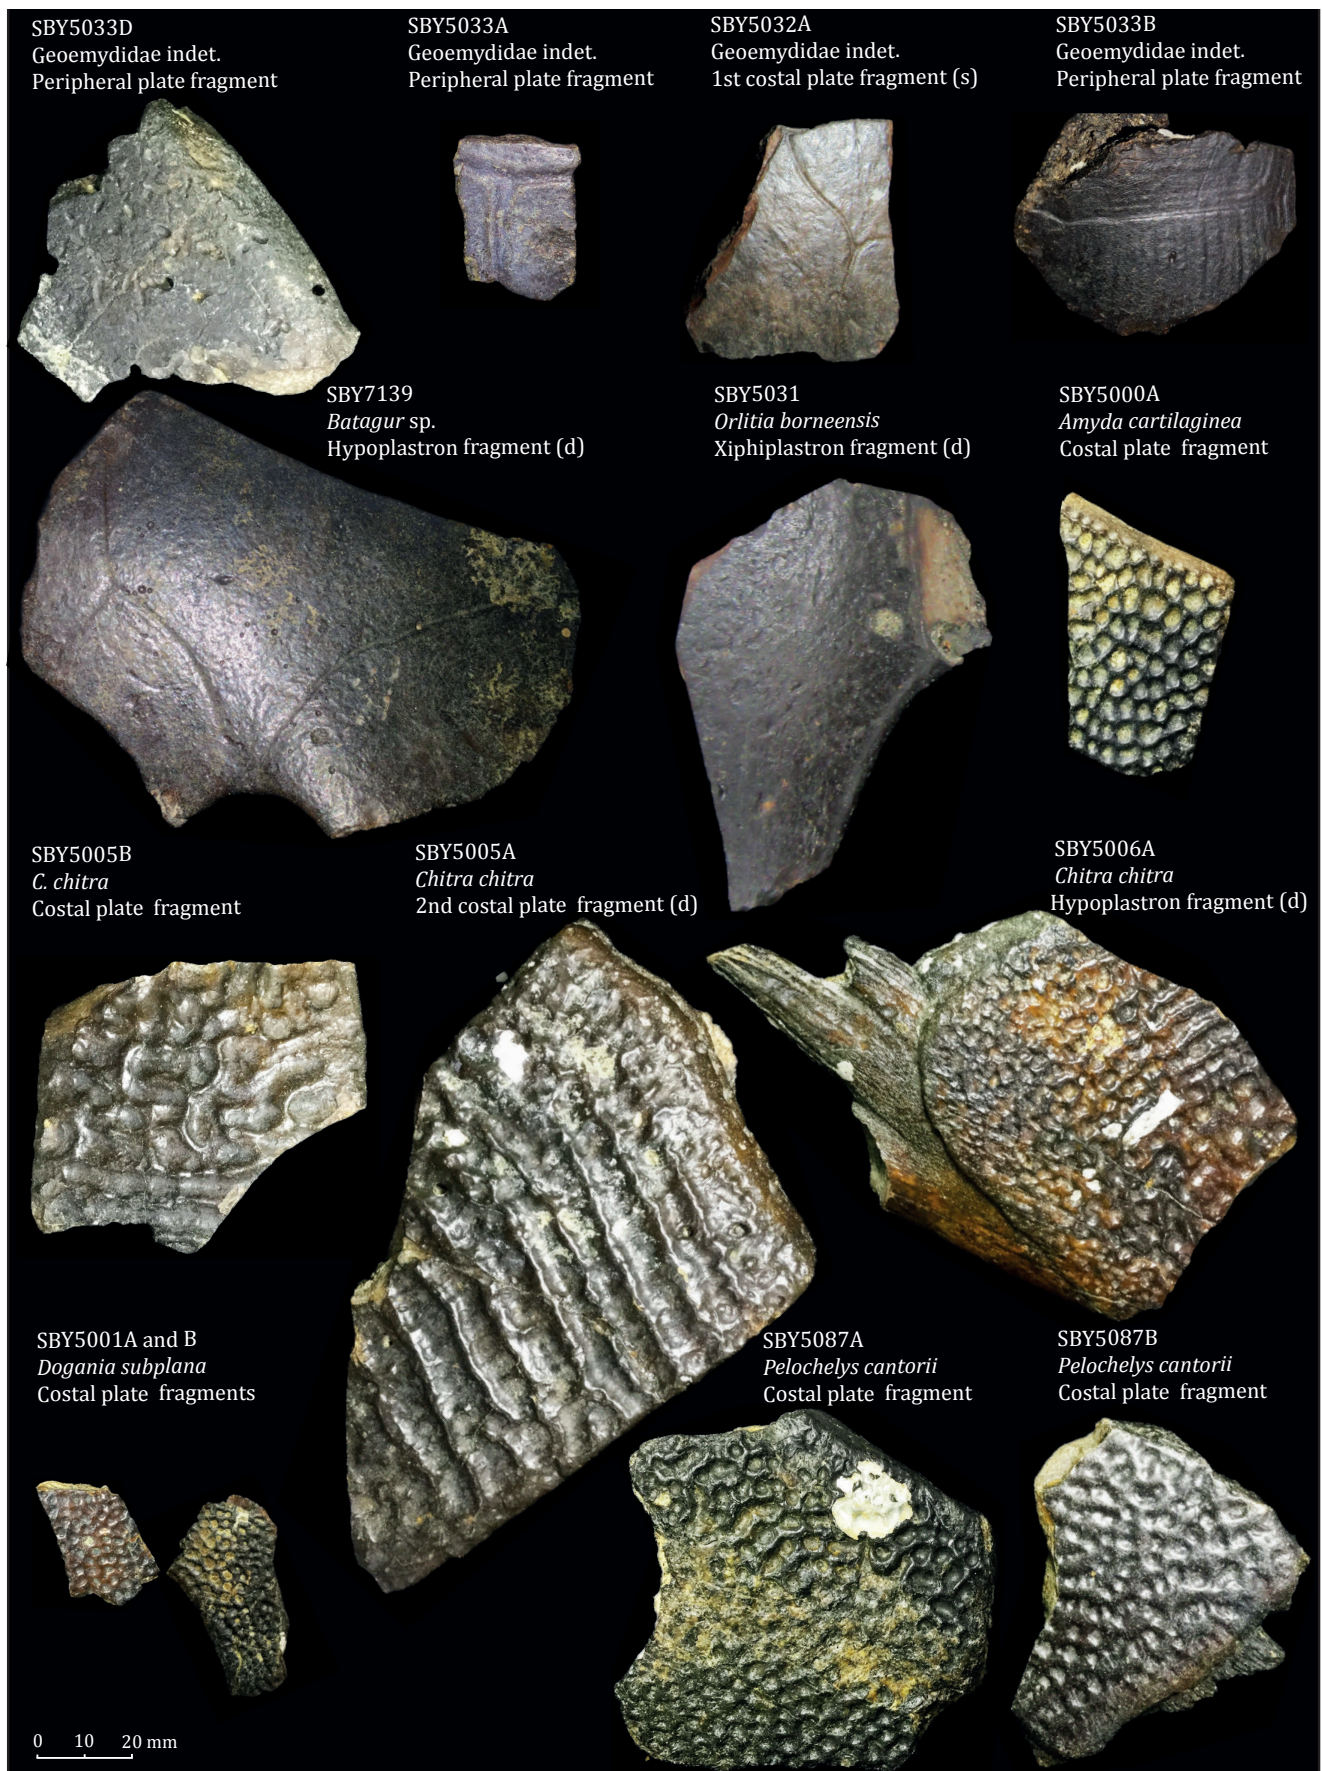 SBY5033D
Geoemydidae indet.
Peripheral plate fragment
SBY5033A
Geoemydidae indet.
Peripheral plate fragment
SBY5032A
Geoemydidae indet.
1st costal plate fragment (s)
SBY5033B
Geoemydidae indet.
Peripheral plate fragment
SBY7139
Batagur sp.
Hypoplastron fragment (d)
SBY5031
Orlitia borneensis
Xiphiplastron fragment (d)
SBY5000A
Amyda cartilaginea
Costal plate fragment
SBY5005B
C. chitra
Costal plate fragment
SBY5005A
Chitra chitra
2nd costal plate fragment (d)
SBY5006A
Chitra chitra
Hypoplastron fragment (d)
SBY5001A and B
Dogania subplana
Costal plate fragments
SBY5087A
Pelochelys cantorii
Costal plate fragment
SBY5087B
Pelochelys cantorii
Costal plate fragment
0 10 20 mm